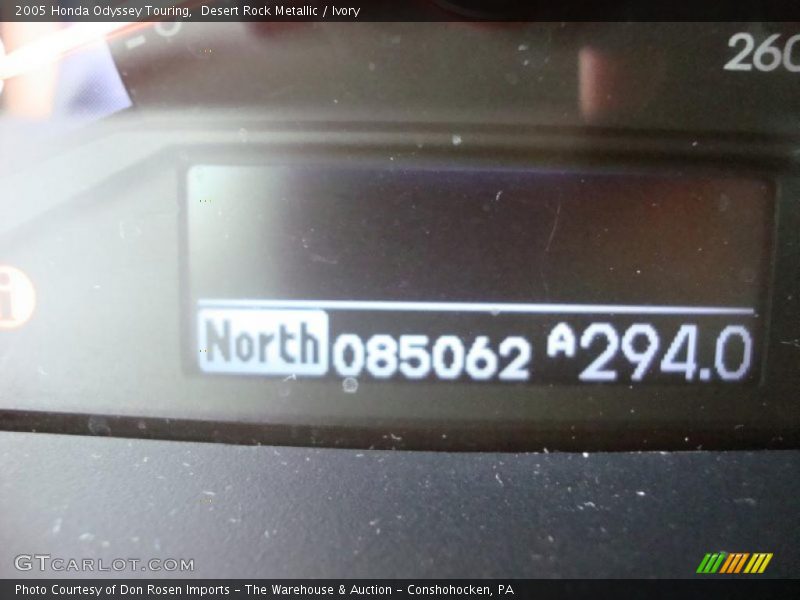 2005 Honda Odyssey Touring, Desert Rock Metallic / Ivory
260
i
North 085062 A294.0
GTCARLOT.COM
Photo Courtesy of Don Rosen Imports - The Warehouse & Auction - Conshohocken, PA